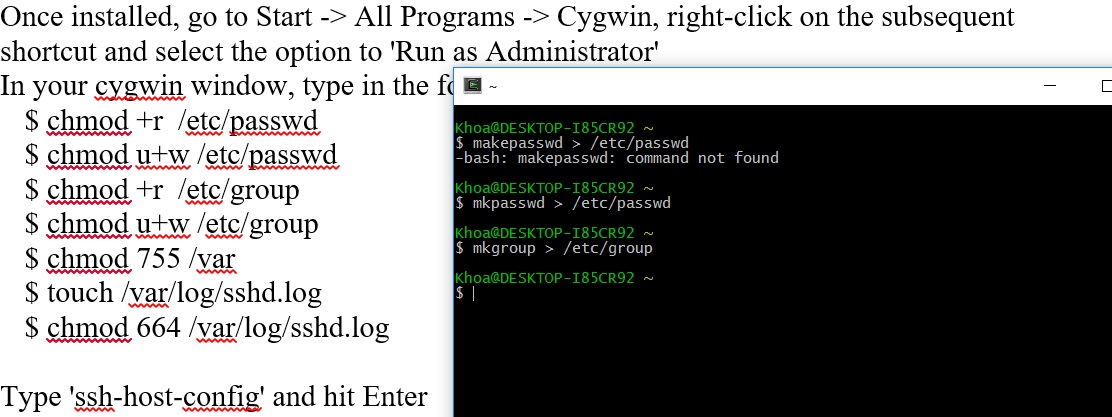 Once installed, go to Start -> All Programs -> Cygwin, right-click on the subsequent
shortcut and select the option to 'Run as Administrator'
In your cygwin window, type in the fo
$ chmod +r  /etc/passwd
$ chmod u+w /etc/passwd
$ chmod +r  /etc/group
$ chmod u+w /etc/group
$ chmod 755 /var
$ touch /var/log/sshd.log
$ chmod 664 /var/log/sshd.log
Type 'ssh-host-config' and hit Enter
~
Khoa@DESKTOP-I85CR92 ~
$ makepasswd > /etc/passwd
-bash: makepasswd: command not found
Khoa@DESKTOP-I85CR92 ~
$ mkpasswd > /etc/passwd
Khoa@DESKTOP-I85CR92 ~
$ mkgroup > /etc/group
Khoa@DESKTOP-I85CR92 ~
$